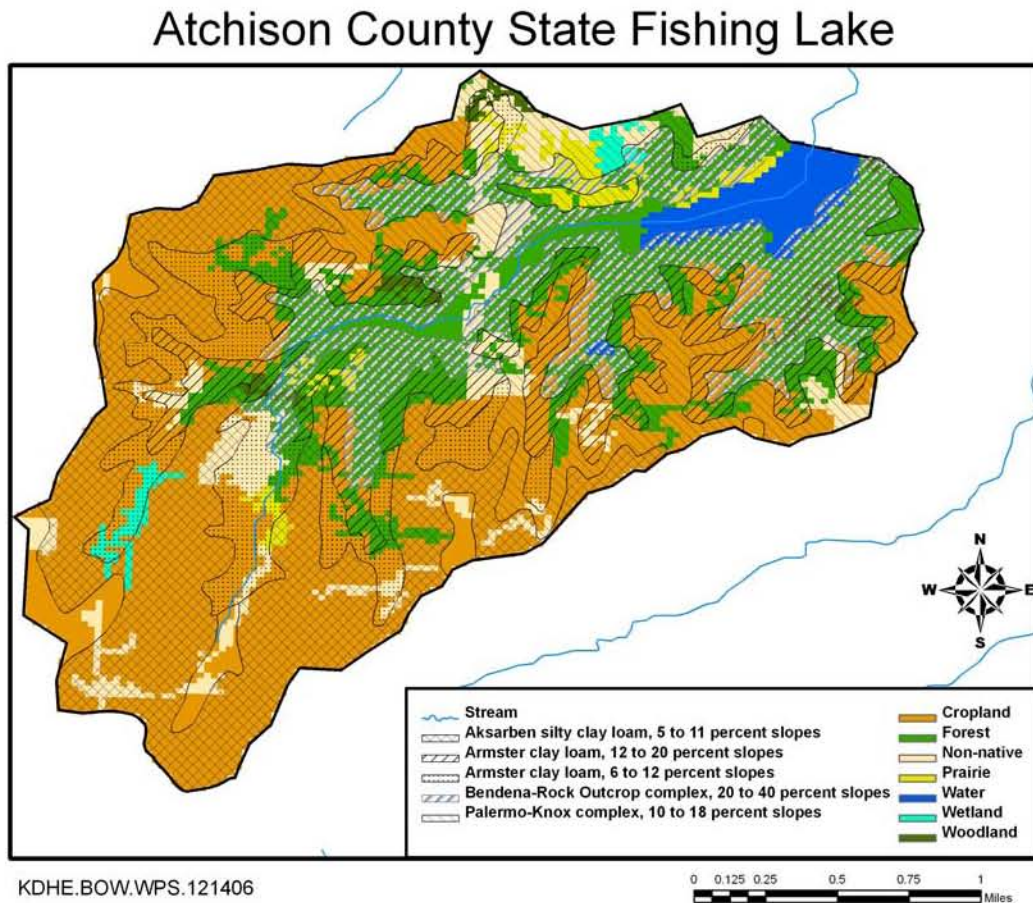 Atchison County State Fishing Lake
N
W E
S
Stream
Aksarben silty clay loam, 5 to 11 percent slopes
Armster clay loam, 12 to 20 percent slopes
Armster clay loam, 6 to 12 percent slopes
Bendena-Rock Outcrop complex, 20 to 40 percent slopes
Palermo-Knox complex, 10 to 18 percent slopes
Cropland
Forest
Non-native
Prairie
Water
Wetland
Woodland
KDHE.BOW.WPS.121406
0 0.125 0.25 0.5 0.75 1
Miles